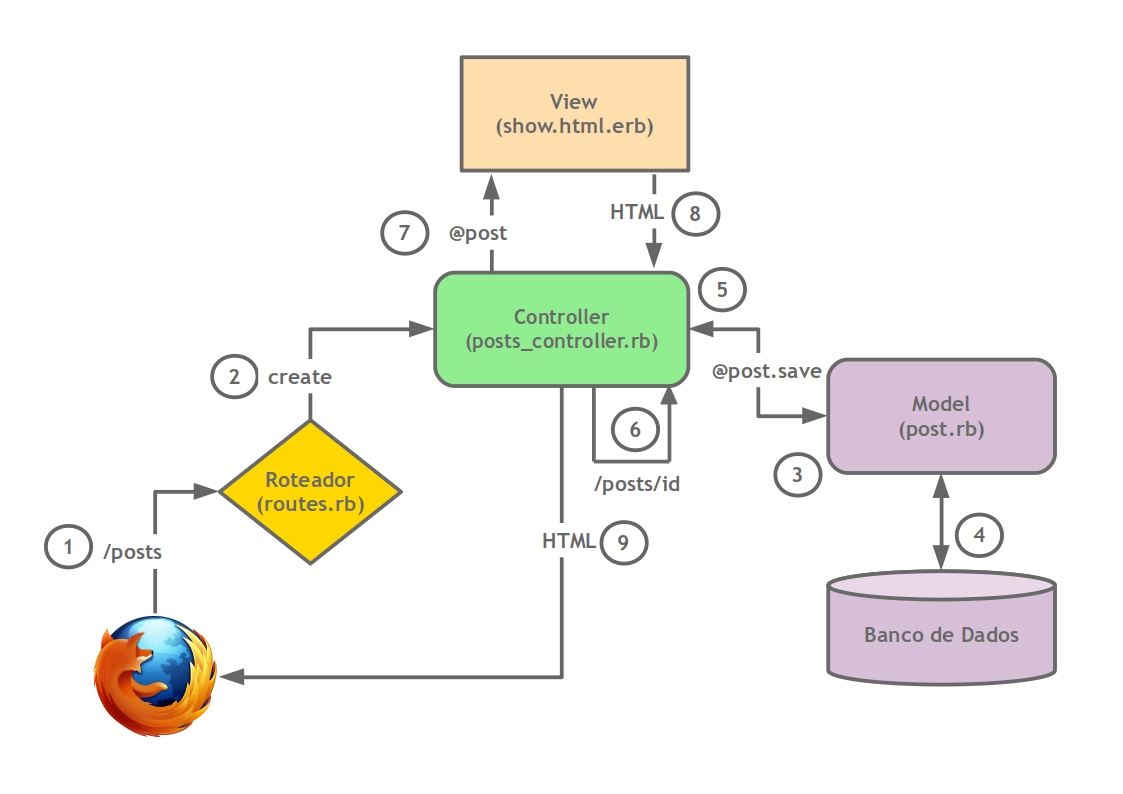 View
(show.html.erb)
7
@post
HTML
8
5
Controller
(posts_controller.rb)
2
create
@post.save
Model
(post.rb)
6
3
/posts/id
Roteador
(routes.rb)
1
/posts
HTML
9
4
Banco de Dados